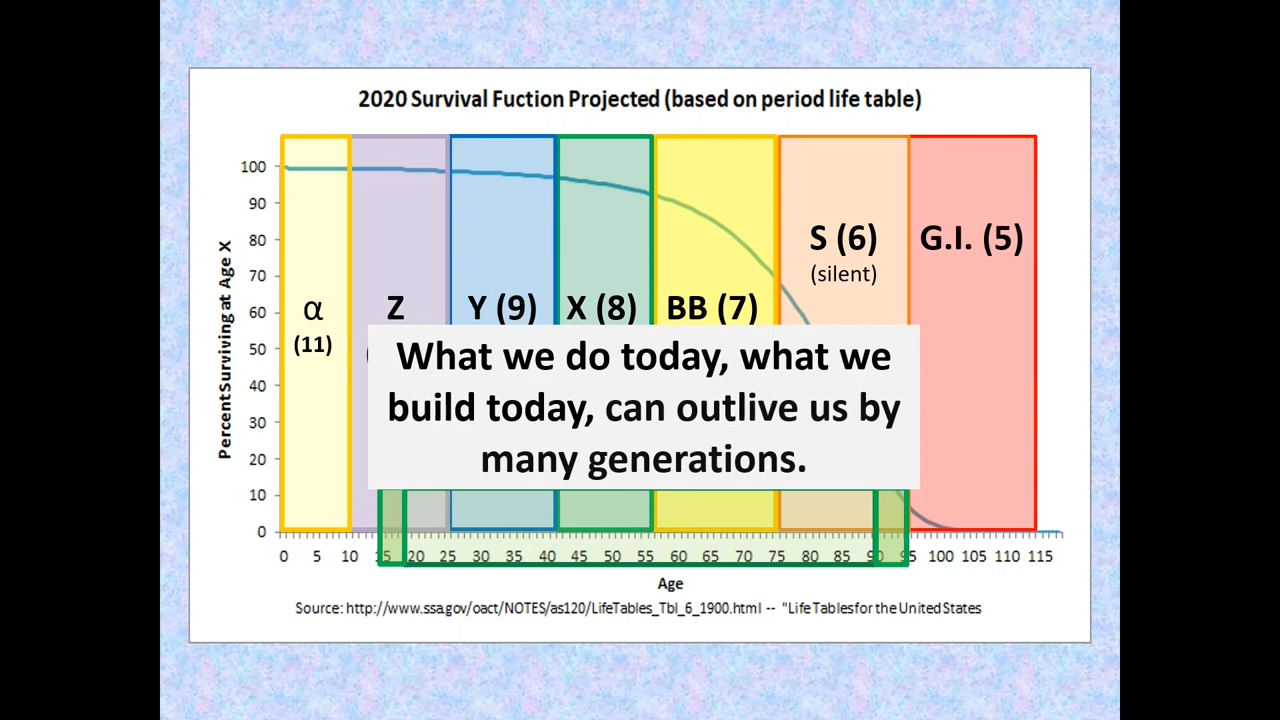 2020 Survival Fuction Projected (based on period life table)
Percent Surviving at Age X
100
90
80
70
60
50
40
30
20
10
0
S (6)
(silent)
G.I. (5)
α
(11)
Z
Y (9)
X (8)
BB (7)
What we do today, what we
build today, can outlive us by
many generations.
0 5 10 15 20 25 30 35 40 45 50 55 60 65 70 75 80 85 90 95 100 105 110 115
Age
Source: http://www.ssa.gov/oact/NOTES/as120/LifeTables_Tbl_6_1900.html -- "Life Tables for the United States